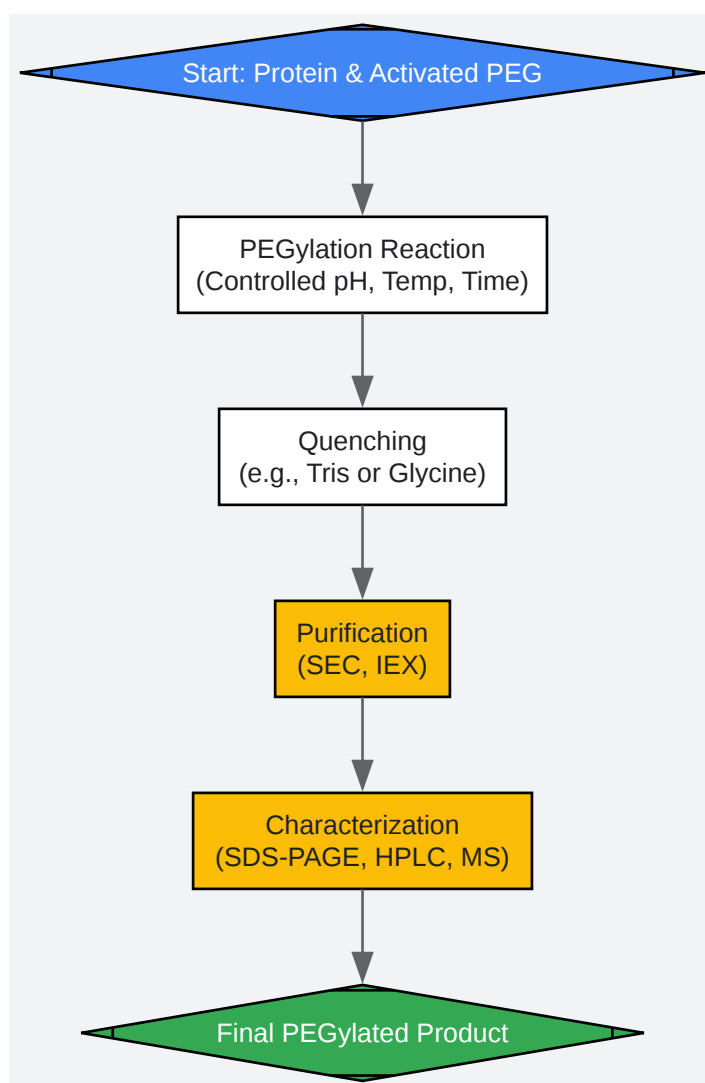 Start: Protein & Activated PEG
PEGylation Reaction
(Controlled pH, Temp, Time)
Quenching
(e.g., Tris or Glycine)
Purification
(SEC, IEX)
Characterization
(SDS-PAGE, HPLC, MS)
Final PEGylated Product